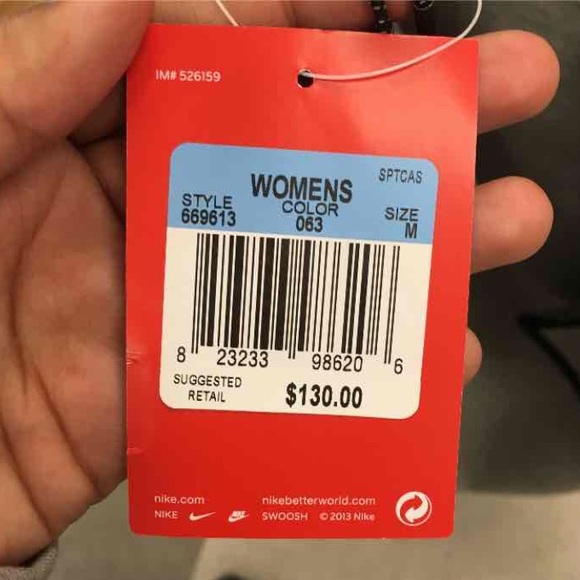 IM# 526159
SPTCAS
WOMENS
STYLE COLOR SIZE
669613 063 M
8 23233 98620 6
SUGGESTED
RETAIL $130.00
nike.com nikebetterworld.com
NIKE NIKE SWOOSH © 2013 Nike